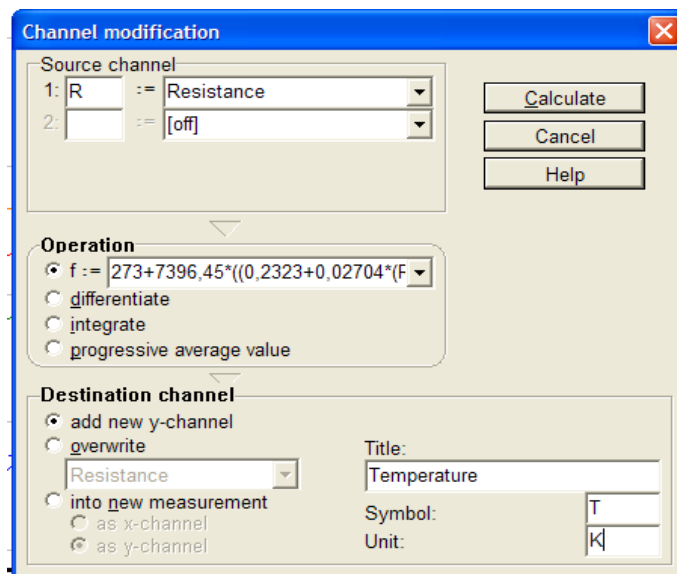 Channel modification
Source channel
1: R := Resistance
2: := [off]
Calculate
Cancel
Help
Operation
f := 273+7396,45*((0,2323+0,02704*(
differentiate
integrate
progressive average value
Destination channel
add new y-channel
overwrite
Resistance
into new measurement
as x-channel
as y-channel
Title:
Temperature
Symbol: T
Unit: K